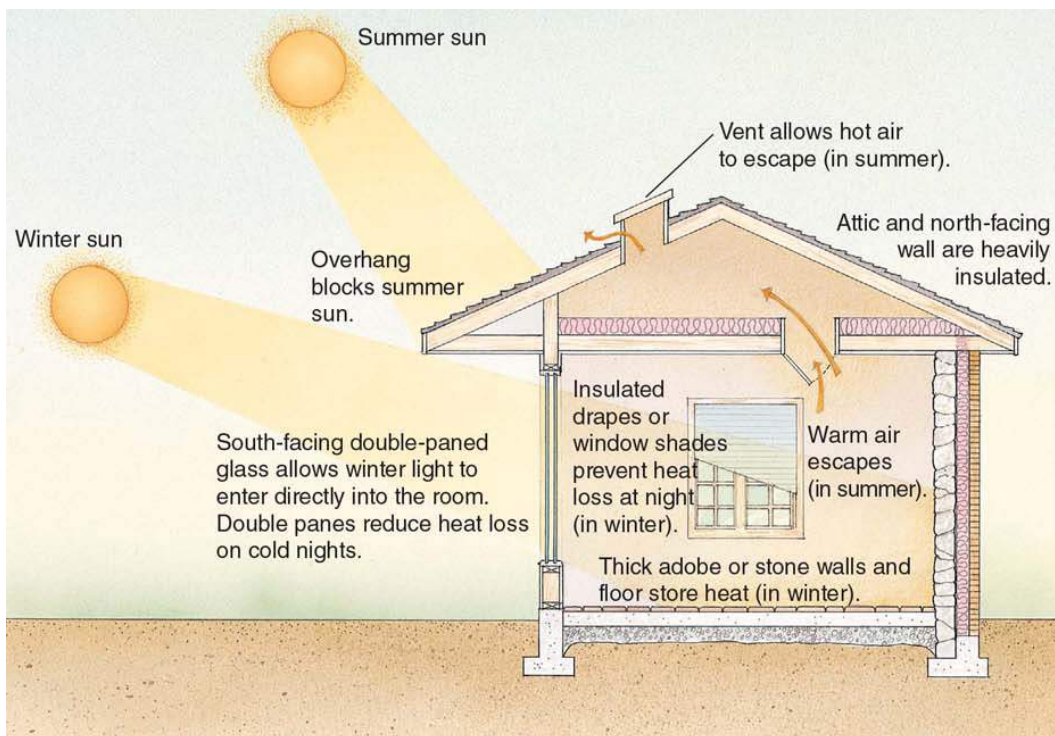 Summer sun
Vent allows hot air
to escape (in summer).
Winter sun
Overhang
blocks summer
sun.
Attic and north-facing
wall are heavily
insulated.
Insulated
drapes or
window shades
prevent heat
loss at night
(in winter).
Warm air
escapes
(in summer).
South-facing double-paned
glass allows winter light to
enter directly into the room.
Double panes reduce heat loss
on cold nights.
Thick adobe or stone walls and
floor store heat (in winter).